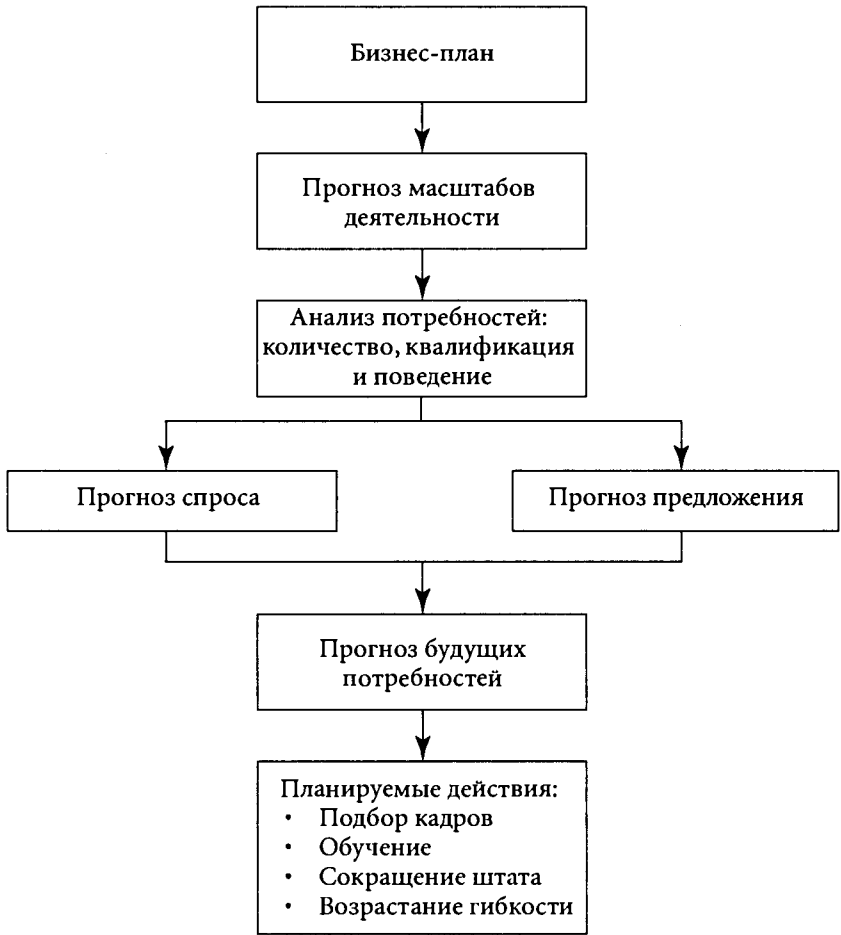 Бизнес-план
Прогноз масштабов
деятельности
Анализ потребностей:
количество, квалификация
и поведение
Прогноз спроса
Прогноз предложения
Прогноз будущих
потребностей
Планируемые действия:
• Подбор кадров
• Обучение
• Сокращение штата
• Возрастание гибкости